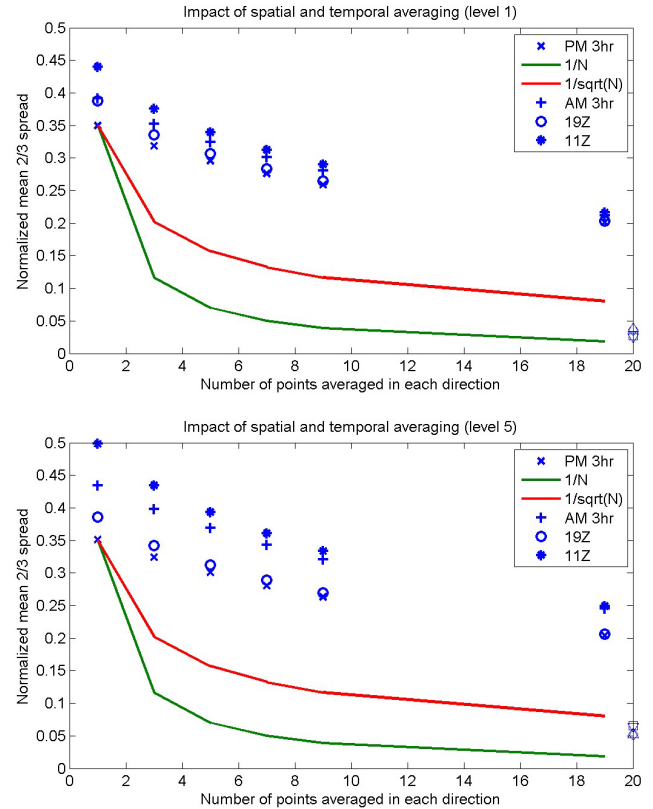 Impact of spatial and temporal averaging (level 1)
0.5
0.45
0.4
0.35
0.3
0.25
0.2
0.15
0.1
0.05
0
Normalized mean 2/3 spread
PM 3hr
1/N
1/sqrt(N)
AM 3hr
19Z
11Z
0 2 4 6 8 10 12 14 16 18 20
Number of points averaged in each direction
Impact of spatial and temporal averaging (level 5)
0.5
0.45
0.4
0.35
0.3
0.25
0.2
0.15
0.1
0.05
0
Normalized mean 2/3 spread
PM 3hr
1/N
1/sqrt(N)
AM 3hr
19Z
11Z
0 2 4 6 8 10 12 14 16 18 20
Number of points averaged in each direction